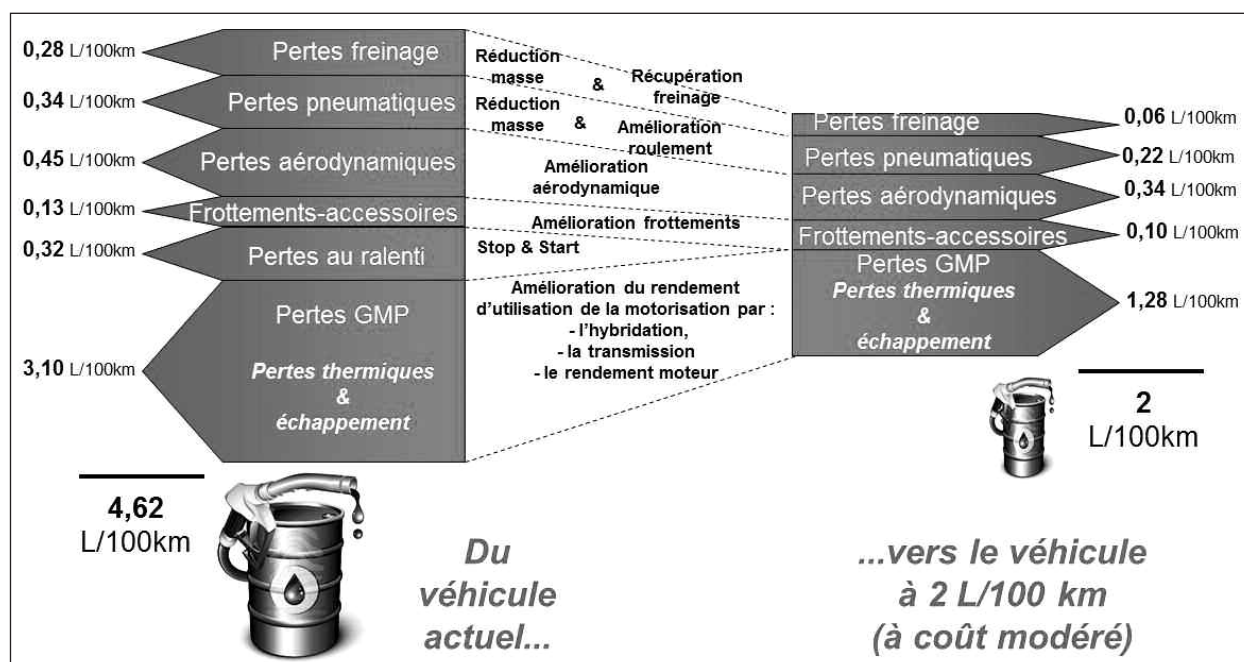 0,28 L/100km
Pertes freinage
0,34 L/100km
Pertes pneumatiques
0,45 L/100km
Pertes aérodynamiques
0,13 L/100km
Frottements-accessoires
0,32 L/100km
Pertes au ralenti
3,10 L/100km
Pertes GMP
Pertes thermiques
&
échappement
4,62
L/100km
Réduction
masse
&
Récupération
freinage
Réduction
masse
&
Amélioration
roulement
Amélioration
aérodynamique
Amélioration frottements
Stop & Start
Amélioration du rendement
d'utilisation de la motorisation par :
- l'hybridation,
- la transmission
- le rendement moteur
Pertes freinage
0,06 L/100km
Pertes pneumatiques
0,22 L/100km
Pertes aérodynamiques
0,34 L/100km
Frottements-accessoires
0,10 L/100km
Pertes GMP
Pertes thermiques
&
échappement
1,28 L/100km
2
L/100km
Du
véhicule
actuel...
...vers le véhicule
à 2 L/100 km
(à coût modéré)